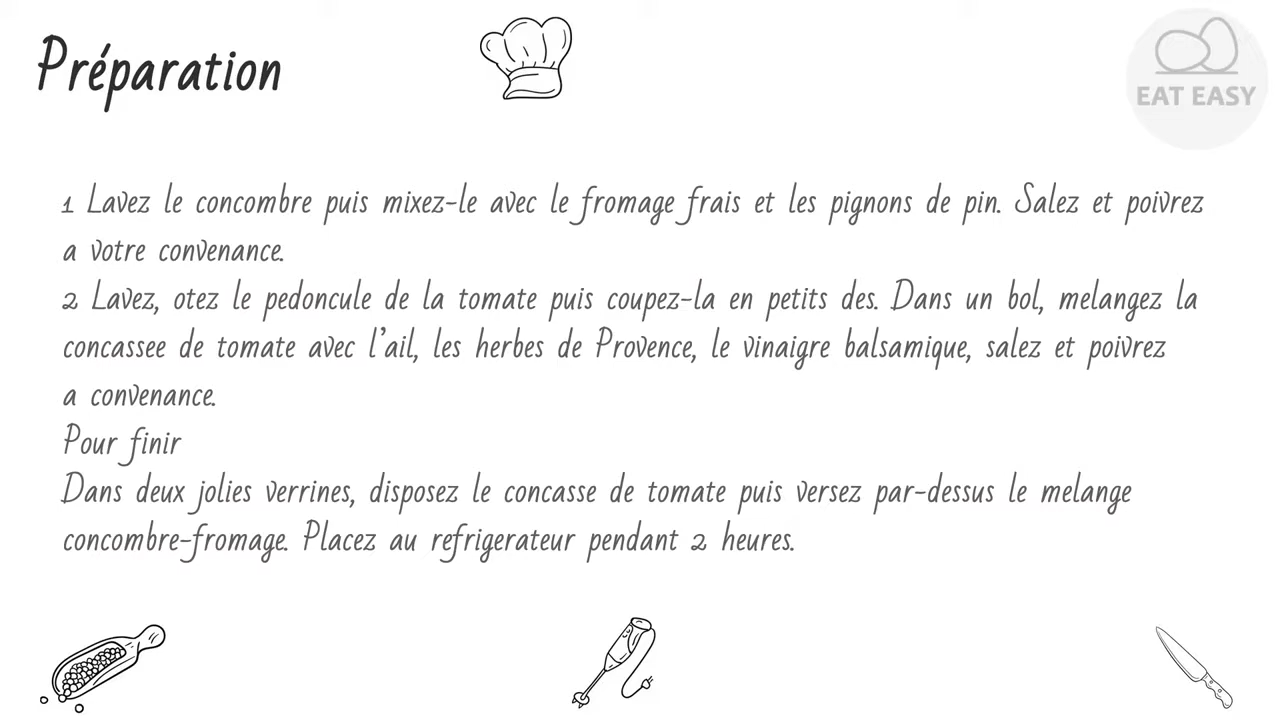 Préparation
EAT EASY
1 Lavez le concombre puis mixez-le avec le fromage frais et les pignons de pin. Salez et poivrez
a votre convenance.
2 Lavez, otez le pedoncule de la tomate puis coupez-la en petits des. Dans un bol, melangez la
concassee de tomate avec l'ail, les herbes de Provence, le vinaigre balsamique, salez et poivrez
a convenance.
Pour finir
Dans deux jolies verrines, disposez le concasse de tomate puis versez par-dessus le melange
concombre-fromage. Placez au refrigerateur pendant 2 heures.